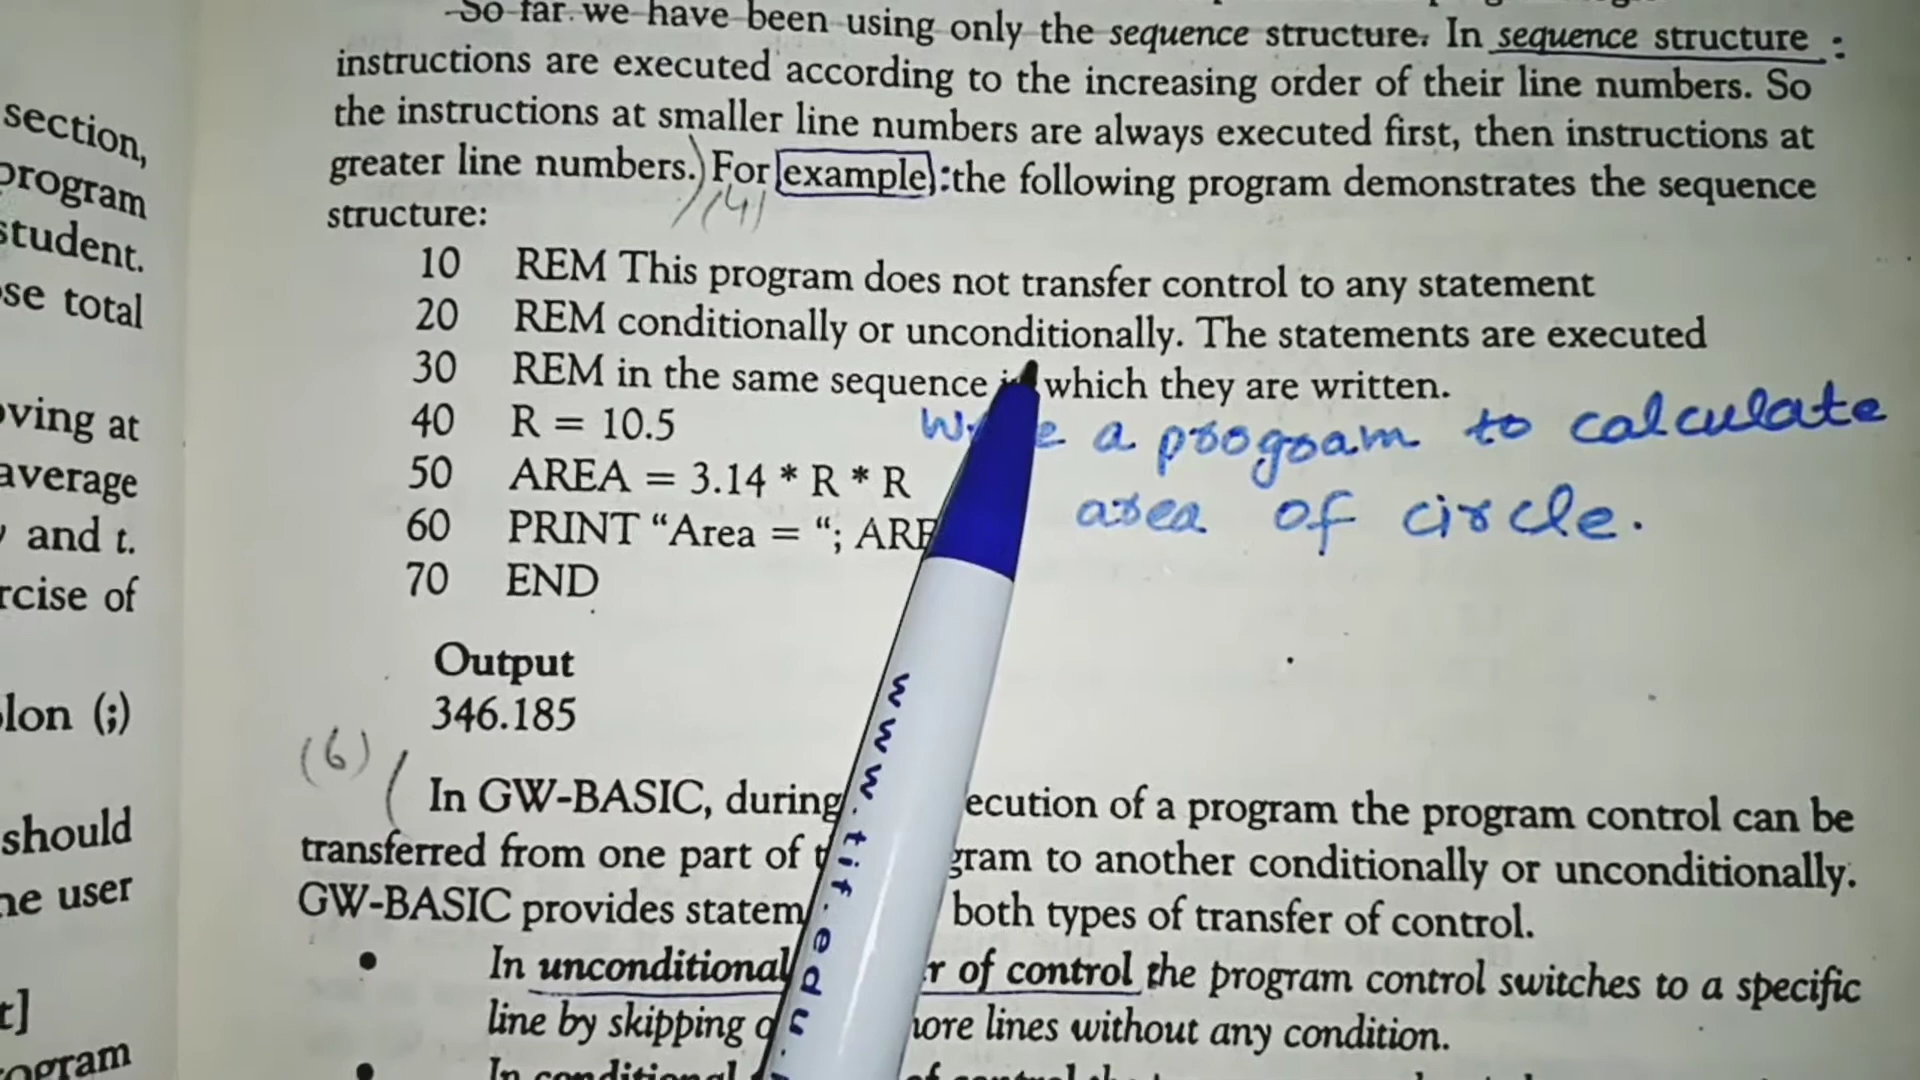 So far we have been using only the sequence structure. In sequence structure :
instructions are executed according to the increasing order of their line numbers. So
the instructions at smaller line numbers are always executed first, then instructions at
greater line numbers.) For example : the following program demonstrates the sequence
(4)
structure:
10 REM This program does not transfer control to any statement
20 REM conditionally or unconditionally. The statements are executed
30 REM in the same sequence which they are written.
40 R = 10.5
50 AREA = 3.14 * R * R
60 PRINT “Area = “; ARE
70 END
a program to calculate
area of circle.
Output
346.185
(6) (
In GW-BASIC, during ecution of a program the program control can be
transferred from one part of gram to another conditionally or unconditionally.
GW-BASIC provides statem both types of transfer of control.
• In unconditional r of control the program control switches to a specific
line by skipping ore lines without any condition.
• In conditional of control
section,
program
student.
se total
ving at
average
and t.
rcise of
lon (;)
should
he user
t]
ogram
www.tif.edu.